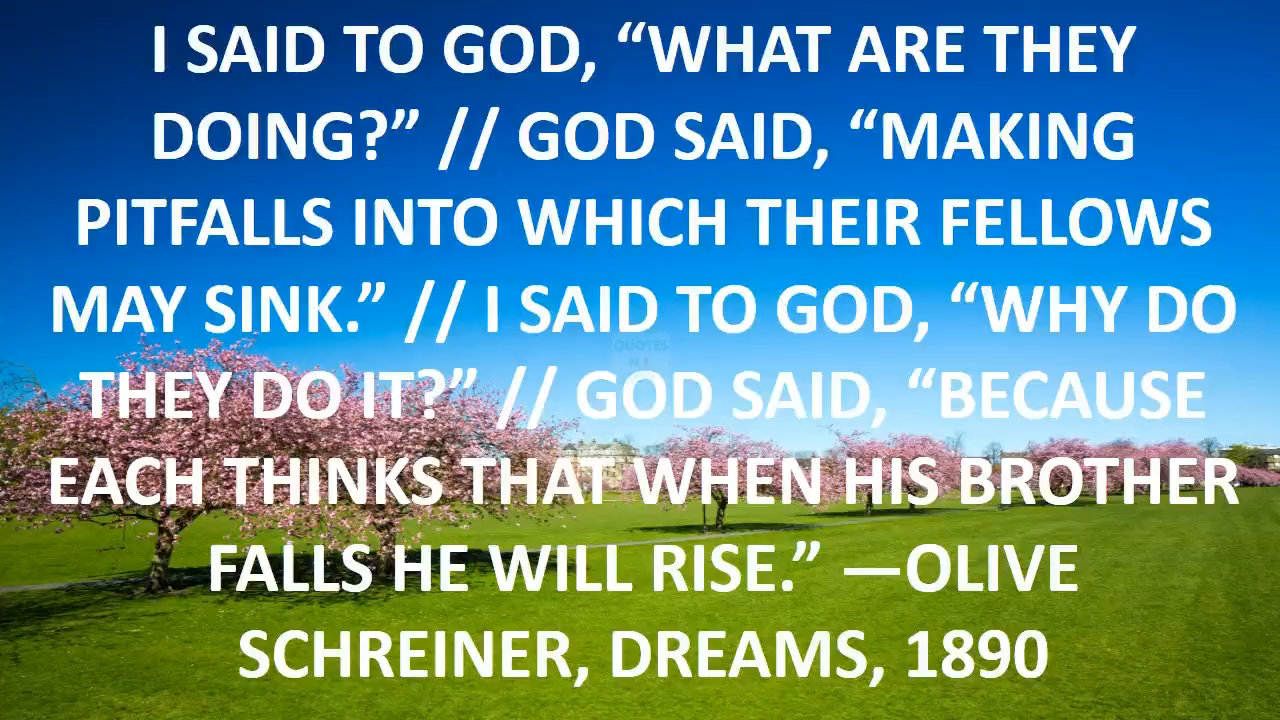 I SAID TO GOD, “WHAT ARE THEY
DOING?” // GOD SAID, “MAKING
PITFALLS INTO WHICH THEIR FELLOWS
MAY SINK.” // I SAID TO GOD, “WHY DO
THEY DO IT?” // GOD SAID, “BECAUSE
EACH THINKS THAT WHEN HIS BROTHER
FALLS HE WILL RISE.” —OLIVE
SCHREINER, DREAMS, 1890
QUOTES